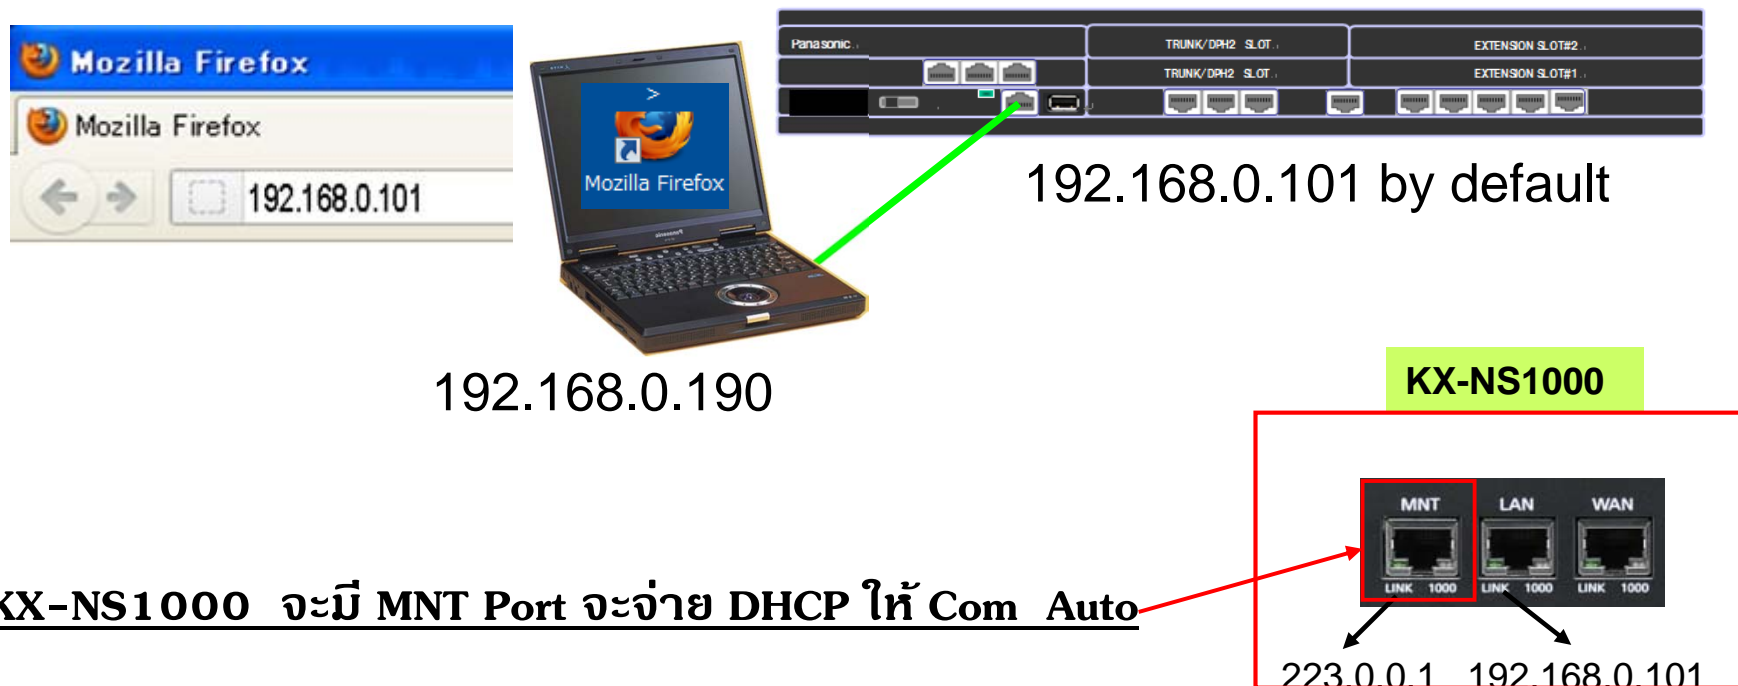 Mozilla Firefox
Mozilla Firefox
192.168.0.101
>
Mozilla Firefox
192.168.0.190
Panasonic
TRUNK/DPH2 SLOT
EXTENSION SLOT#2
TRUNK/DPH2 SLOT
EXTENSION SLOT#1
192.168.0.101 by default
KX-NS1000
MNT LAN WAN
LINK 1000 LINK 1000 LINK 1000
223.0.0.1 192.168.0.101
KX-NS1000 จะมี MNT Port จะจ่าย DHCP ให้ Com Auto